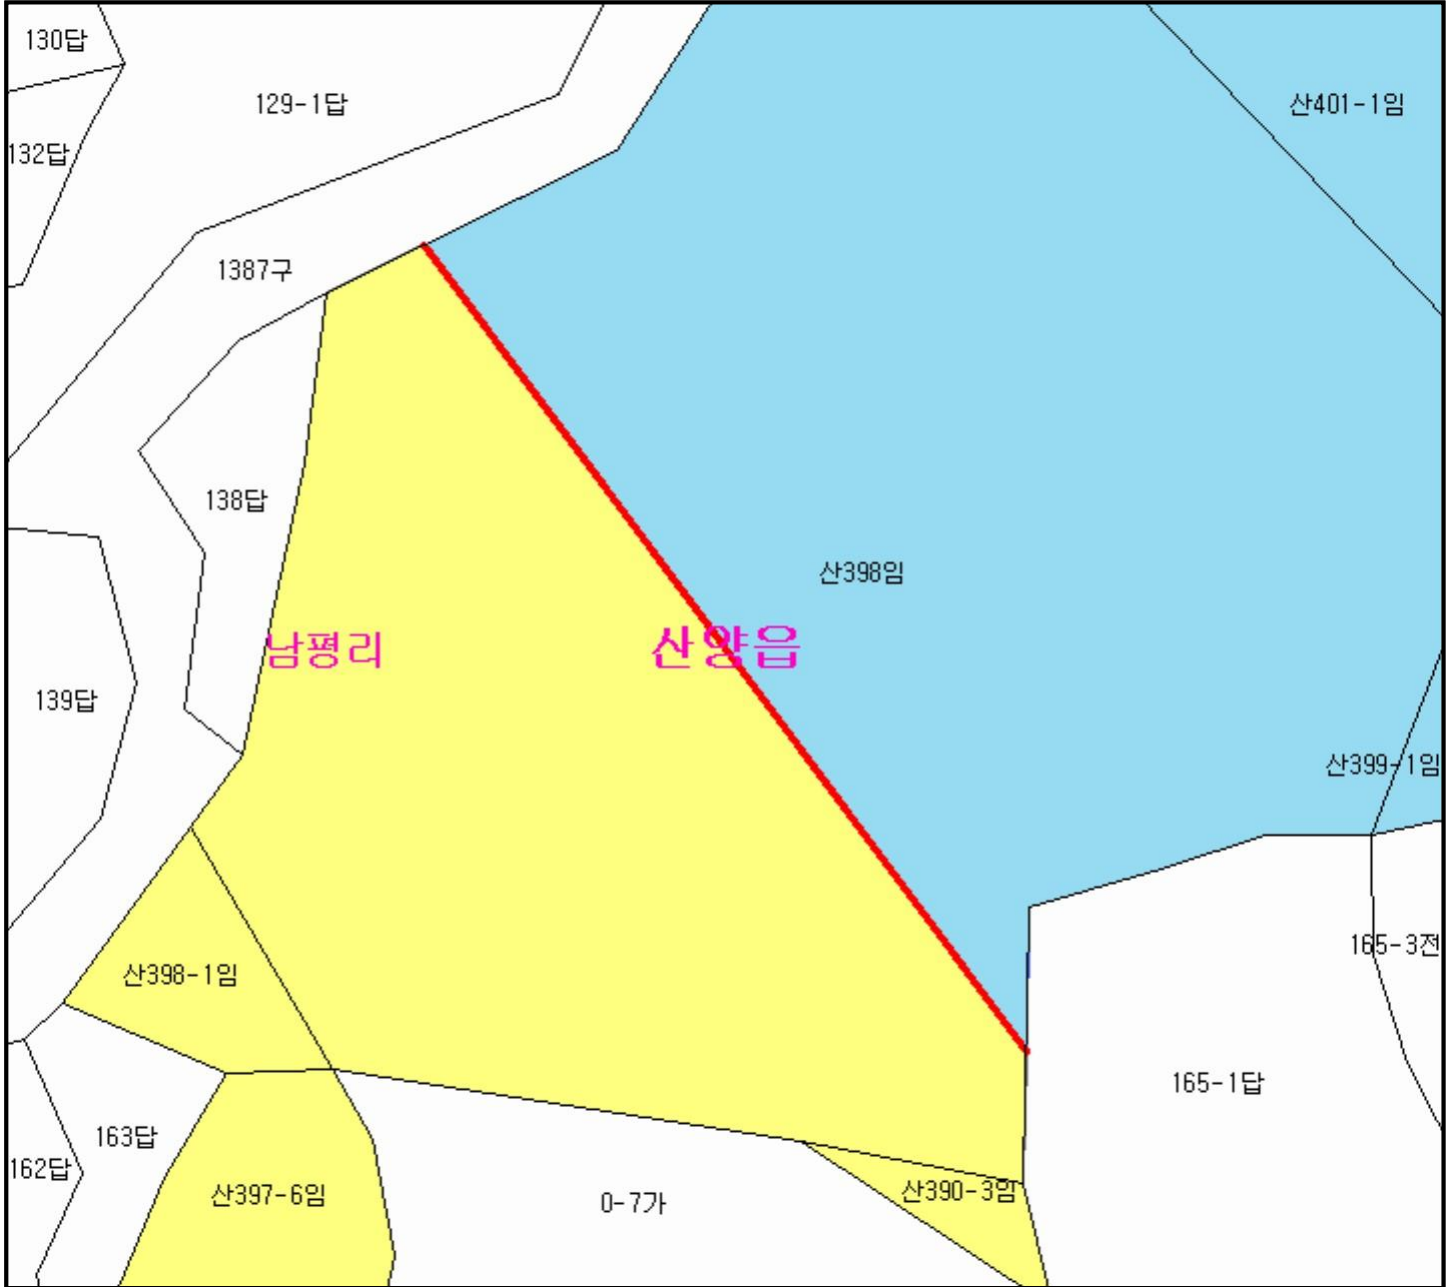 130답
129-1답
산401-1임
132답
1387구
138답
산398임
남평리
산양읍
139답
산399-1임
165-3전
산398-1임
165-1답
163답
162답
산397-6임
산390-3임
0-7가